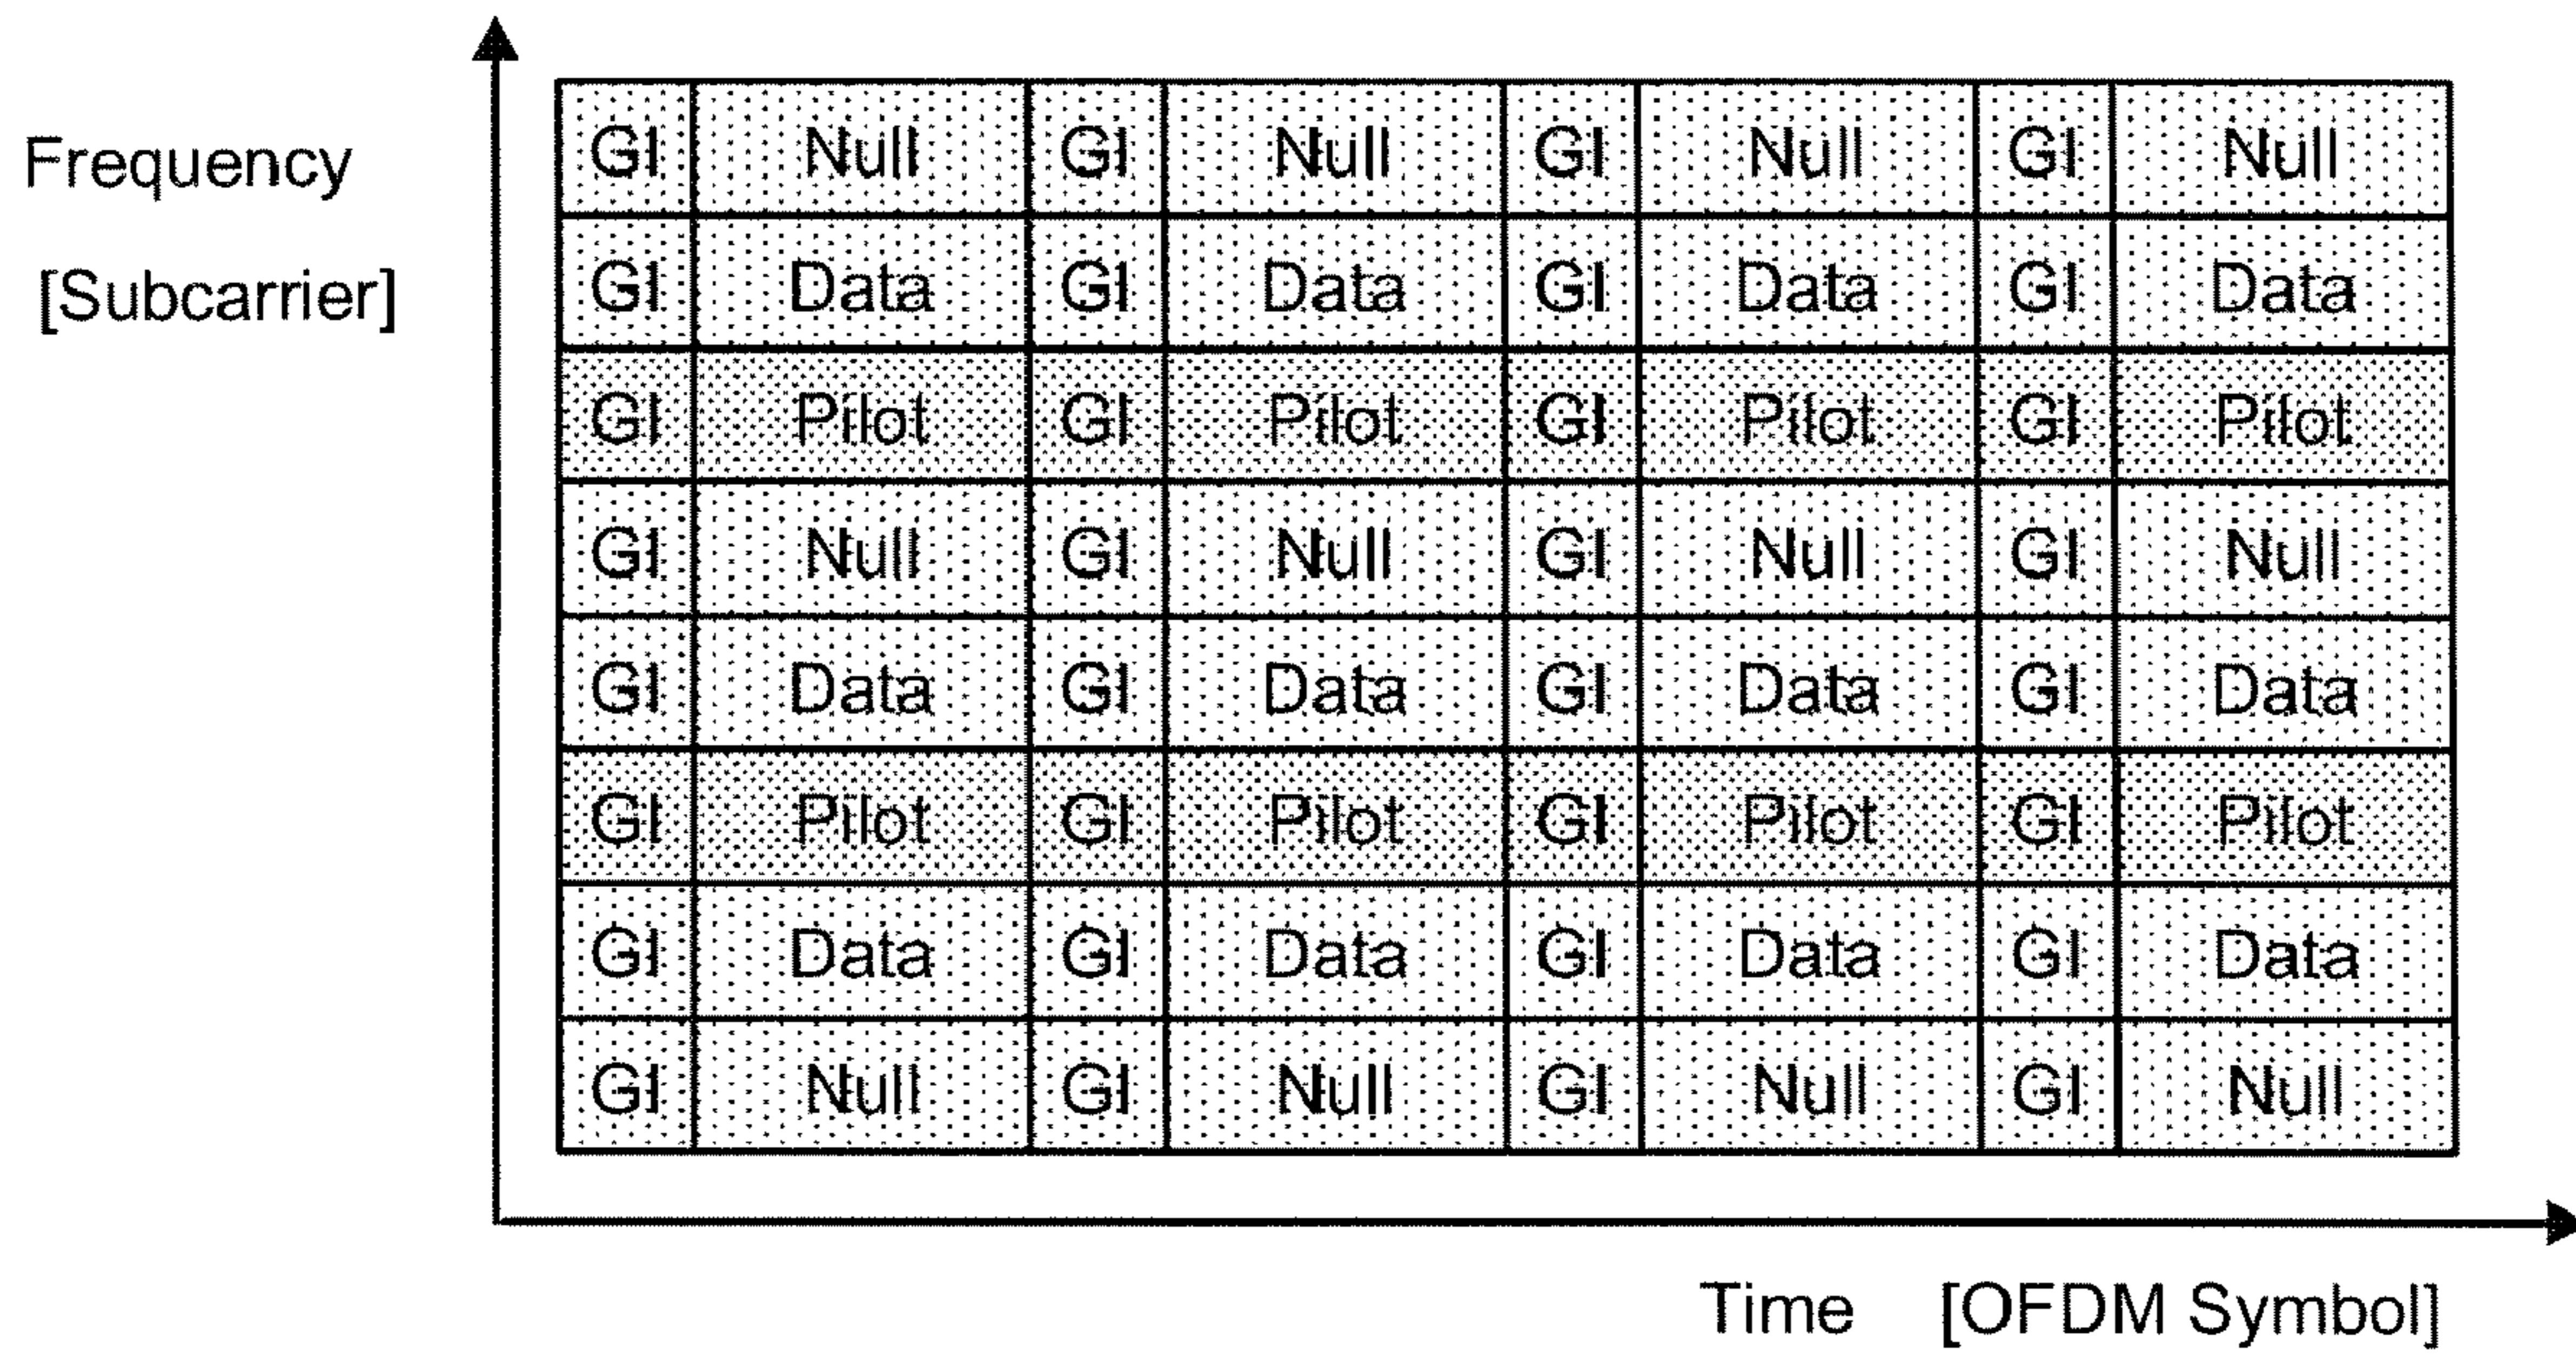 Frequency
[Subcarrier]
GI Null GI Null GI Null GI Null
GI Data GI Data GI Data GI Data
GI Pilot GI Pilot GI Pilot GI Pilot
GI Null GI Null GI Null GI Null
GI Data GI Data GI Data GI Data
GI Pilot GI Pilot GI Pilot GI Pilot
GI Data GI Data GI Data GI Data
GI Null GI Null GI Null GI Null
Time [OFDM Symbol]